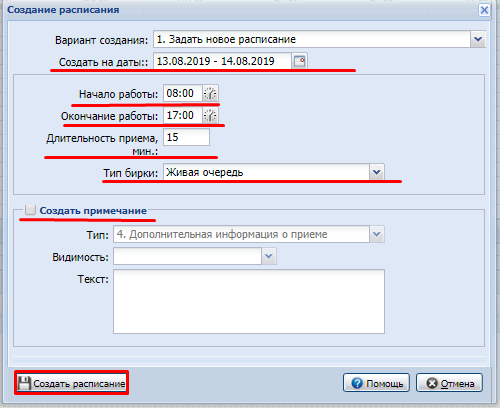 Создание расписания
Вариант создания: 1. Задать новое расписание
Создать на даты:: 13.08.2019 - 14.08.2019
Начало работы: 08:00
Окончание работы: 17:00
Длительность приема, 15
мин.:
Тип бирки: Живая очередь
Создать примечание
Тип: 4. Дополнительная информация о приеме
Видимость:
Текст:
Создать расписание
Помощь
Отмена